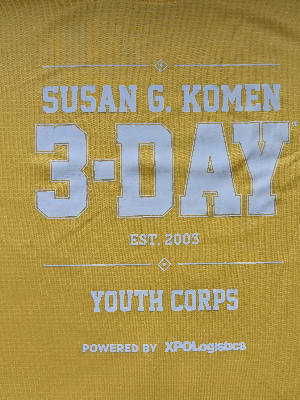 SUSAN G. KOMEN
3-DAY
EST. 2003
YOUTH CORPS
POWERED BY XPOLogistics